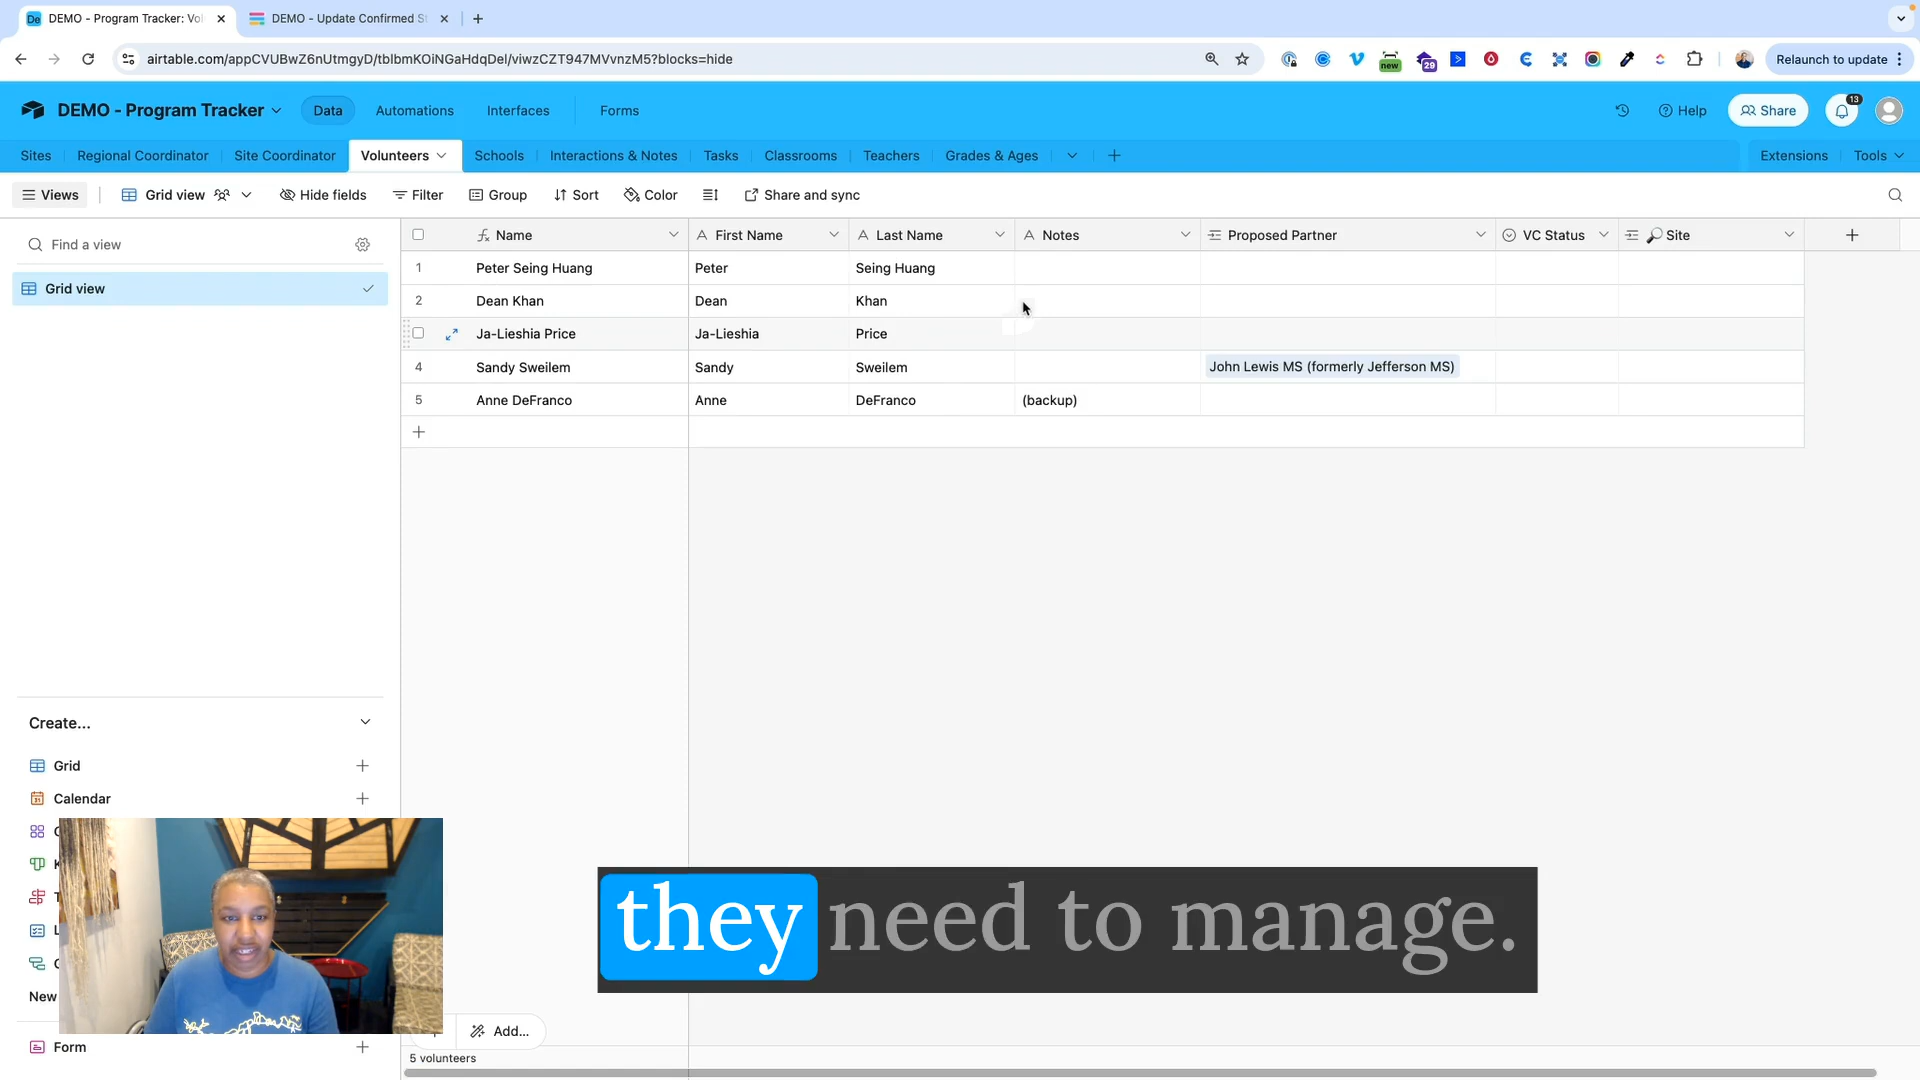 DEMO - Program Tracker: Vol
DEMO - Update Confirmed St
airtable.com/appCVUBwZ6nUtmgyD/tblbmKOiNGaHdqDel/viwzCZT947MVvnzM5?blocks=hide
new
29
Relaunch to update
DEMO - Program Tracker
Data
Automations
Interfaces
Forms
Help
Share
13
Sites
Regional Coordinator
Site Coordinator
Volunteers
Schools
Interactions & Notes
Tasks
Classrooms
Teachers
Grades & Ages
Extensions
Tools
Views
Grid view
Hide fields
Filter
Group
Sort
Color
Share and sync
Find a view
Grid view
Name
First Name
Last Name
Notes
Proposed Partner
VC Status
🔎 Site
1 Peter Seing Huang Peter Seing Huang
2 Dean Khan Dean Khan
Ja-Lieshia Price Ja-Lieshia Price
4 Sandy Sweilem Sandy Sweilem John Lewis MS (formerly Jefferson MS)
5 Anne DeFranco Anne DeFranco (backup)
Create...
Grid
Calendar
New
Form
they need to manage.
Add...
5 volunteers